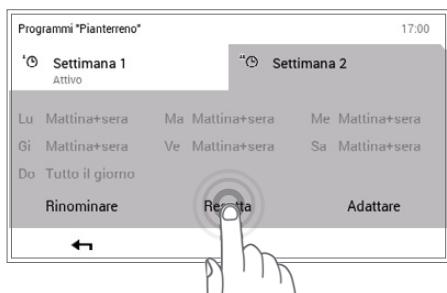 Programmi "Pianterreno" 17:00
Settimana 1 Settimana 2
Attivo
Lu Mattina+sera Ma Mattina+sera Me Mattina+sera
Gi Mattina+sera Ve Mattina+sera Sa Mattina+sera
Do Tutto il giorno
Rinominare Resetta Adattare